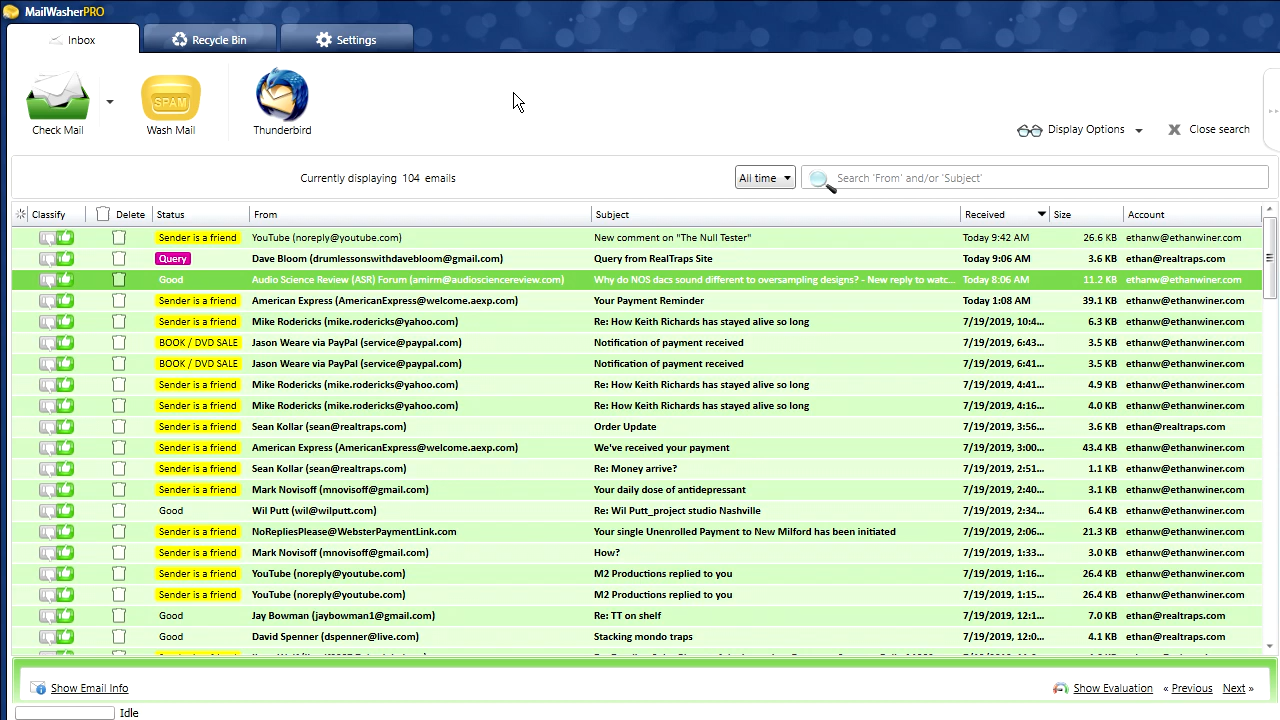 MailWasherPRO
Inbox Recycle Bin Settings
SPAM
Check Mail Wash Mail Thunderbird Display Options Close search
Currently displaying 104 emails All time Search 'From' and/or 'Subject'
Classify Delete Status From Subject Received Size Account
Sender is a friend YouTube (noreply@youtube.com) New comment on "The Null Tester" Today 9:42 AM 26.6 KB ethanw@ethanwiner.com
Query Dave Bloom (drumlessonswithdavebloom@gmail.com) Query from RealTraps Site Today 9:06 AM 3.6 KB ethan@realtraps.com
Good Audio Science Review (ASR) Forum (amirm@audiosciencereview.com) Why do NOS dacs sound different to oversampling designs? - New reply to watc... Today 8:06 AM 11.2 KB ethanw@ethanwiner.com
Sender is a friend American Express (AmericanExpress@welcome.aexp.com) Your Payment Reminder Today 1:08 AM 39.1 KB ethanw@ethanwiner.com
Sender is a friend Mike Rodericks (mike.rodericks@yahoo.com) Re: How Keith Richards has stayed alive so long 7/19/2019, 10:4... 6.3 KB ethanw@ethanwiner.com
BOOK / DVD SALE Jason Weare via PayPal (service@paypal.com) Notification of payment received 7/19/2019, 6:43... 3.5 KB ethanw@ethanwiner.com
BOOK / DVD SALE Jason Weare via PayPal (service@paypal.com) Notification of payment received 7/19/2019, 6:41... 3.5 KB ethanw@ethanwiner.com
Sender is a friend Mike Rodericks (mike.rodericks@yahoo.com) Re: How Keith Richards has stayed alive so long 7/19/2019, 4:41... 4.9 KB ethanw@ethanwiner.com
Sender is a friend Mike Rodericks (mike.rodericks@yahoo.com) Re: How Keith Richards has stayed alive so long 7/19/2019, 4:16... 4.0 KB ethanw@ethanwiner.com
Sender is a friend Sean Kollar (sean@realtraps.com) Order Update 7/19/2019, 3:56... 3.6 KB ethan@realtraps.com
Sender is a friend American Express (AmericanExpress@welcome.aexp.com) We've received your payment 7/19/2019, 3:00... 43.4 KB ethanw@ethanwiner.com
Sender is a friend Sean Kollar (sean@realtraps.com) Re: Money arrive? 7/19/2019, 2:51... 1.1 KB ethanw@ethanwiner.com
Sender is a friend Mark Novisoff (mnovisoff@gmail.com) Your daily dose of antidepressant 7/19/2019, 2:40... 3.1 KB ethanw@ethanwiner.com
Good Wil Putt (wil@wilputt.com) Re: Wil Putt_project studio Nashville 7/19/2019, 2:34... 6.4 KB ethanw@ethanwiner.com
Sender is a friend NoRepliesPlease@WebsterPaymentLink.com Your single Unenrolled Payment to New Milford has been initiated 7/19/2019, 2:06... 21.3 KB ethanw@ethanwiner.com
Sender is a friend Mark Novisoff (mnovisoff@gmail.com) How? 7/19/2019, 1:33... 3.0 KB ethanw@ethanwiner.com
Sender is a friend YouTube (noreply@youtube.com) M2 Productions replied to you 7/19/2019, 1:16... 26.4 KB ethanw@ethanwiner.com
Sender is a friend YouTube (noreply@youtube.com) M2 Productions replied to you 7/19/2019, 1:15... 26.4 KB ethanw@ethanwiner.com
Good Jay Bowman (jaybowman1@gmail.com) Re: TT on shelf 7/19/2019, 12:1... 7.0 KB ethan@realtraps.com
Good David Spenner (dspenner@live.com) Stacking mondo traps 7/19/2019, 12:0... 4.1 KB ethan@realtraps.com
Show Email Info Show Evaluation « Previous Next »
Idle